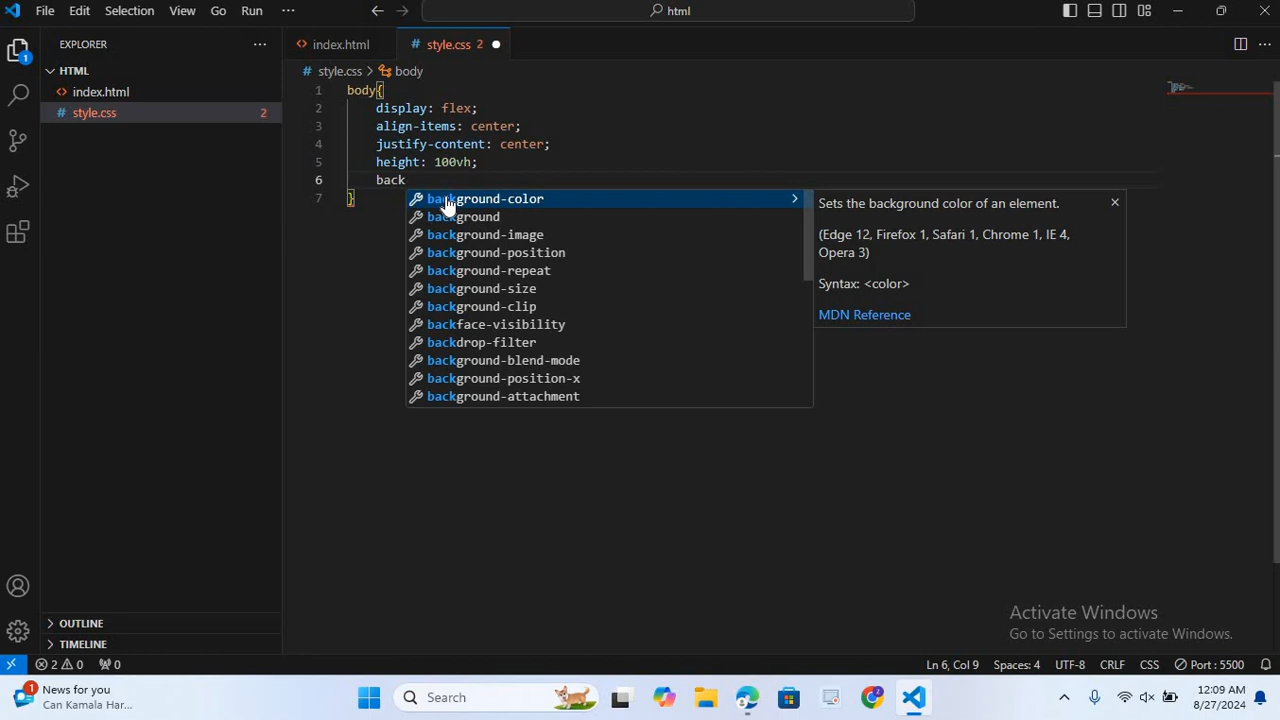 File Edit Selection View Go Run ··· html
EXPLORER ···
index.html style.css 2
HTML
style.css > body
index.html
style.css 2
1 body{
2 display: flex;
3 align-items: center;
4 justify-content: center;
5 height: 100vh;
6 back
7 }
background-color
background
background-image
background-position
background-repeat
background-size
background-clip
backface-visibility
backdrop-filter
background-blend-mode
background-position-x
background-attachment
Sets the background color of an element.
(Edge 12, Firefox 1, Safari 1, Chrome 1, IE 4,
Opera 3)
Syntax: <color>
MDN Reference
1
OUTLINE
TIMELINE
Activate Windows
Go to Settings to activate Windows.
2 0 0 Ln 6, Col 9 Spaces: 4 UTF-8 CRLF CSS Port : 5500
1 News for you
Can Kamala Har...
Search
2
12:09 AM
8/27/2024